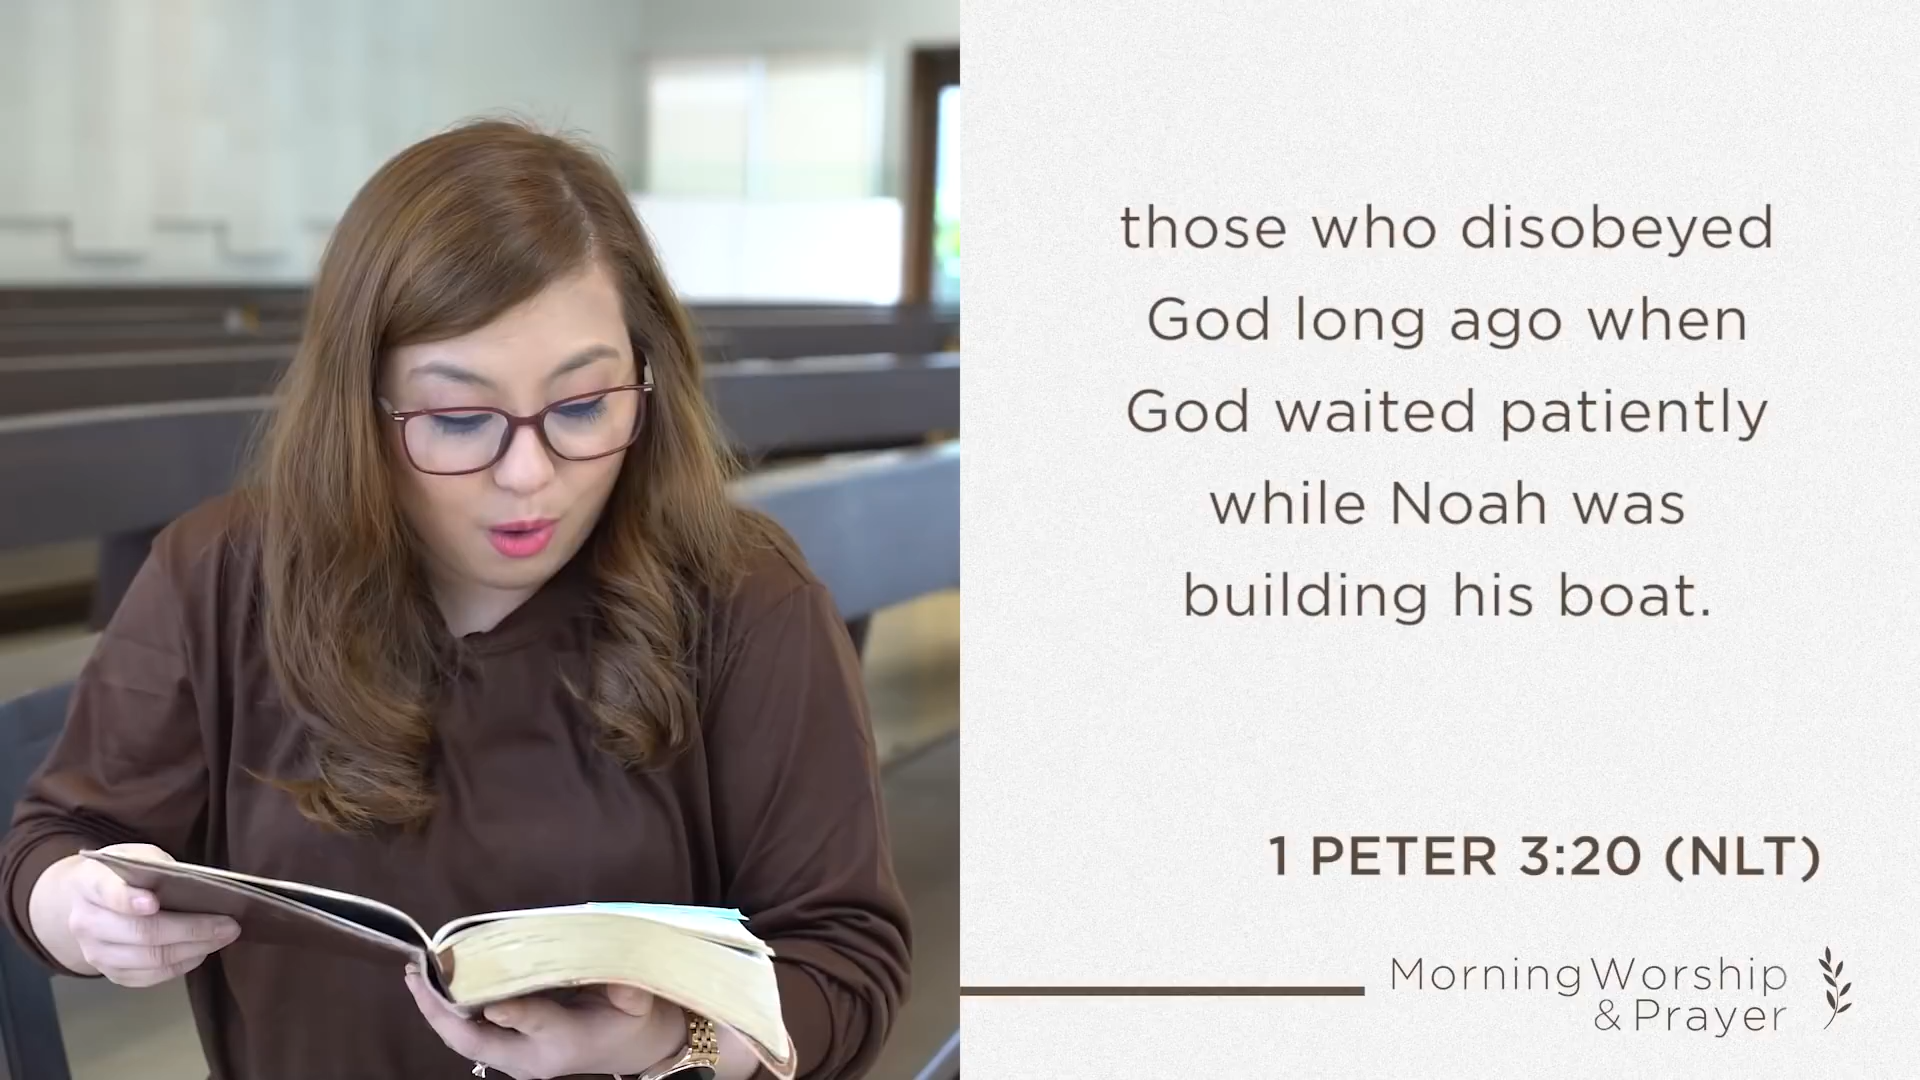 those who disobeyed
God long ago when
God waited patiently
while Noah was
building his boat.
1 PETER 3:20 (NLT)
Morning Worship
& Prayer